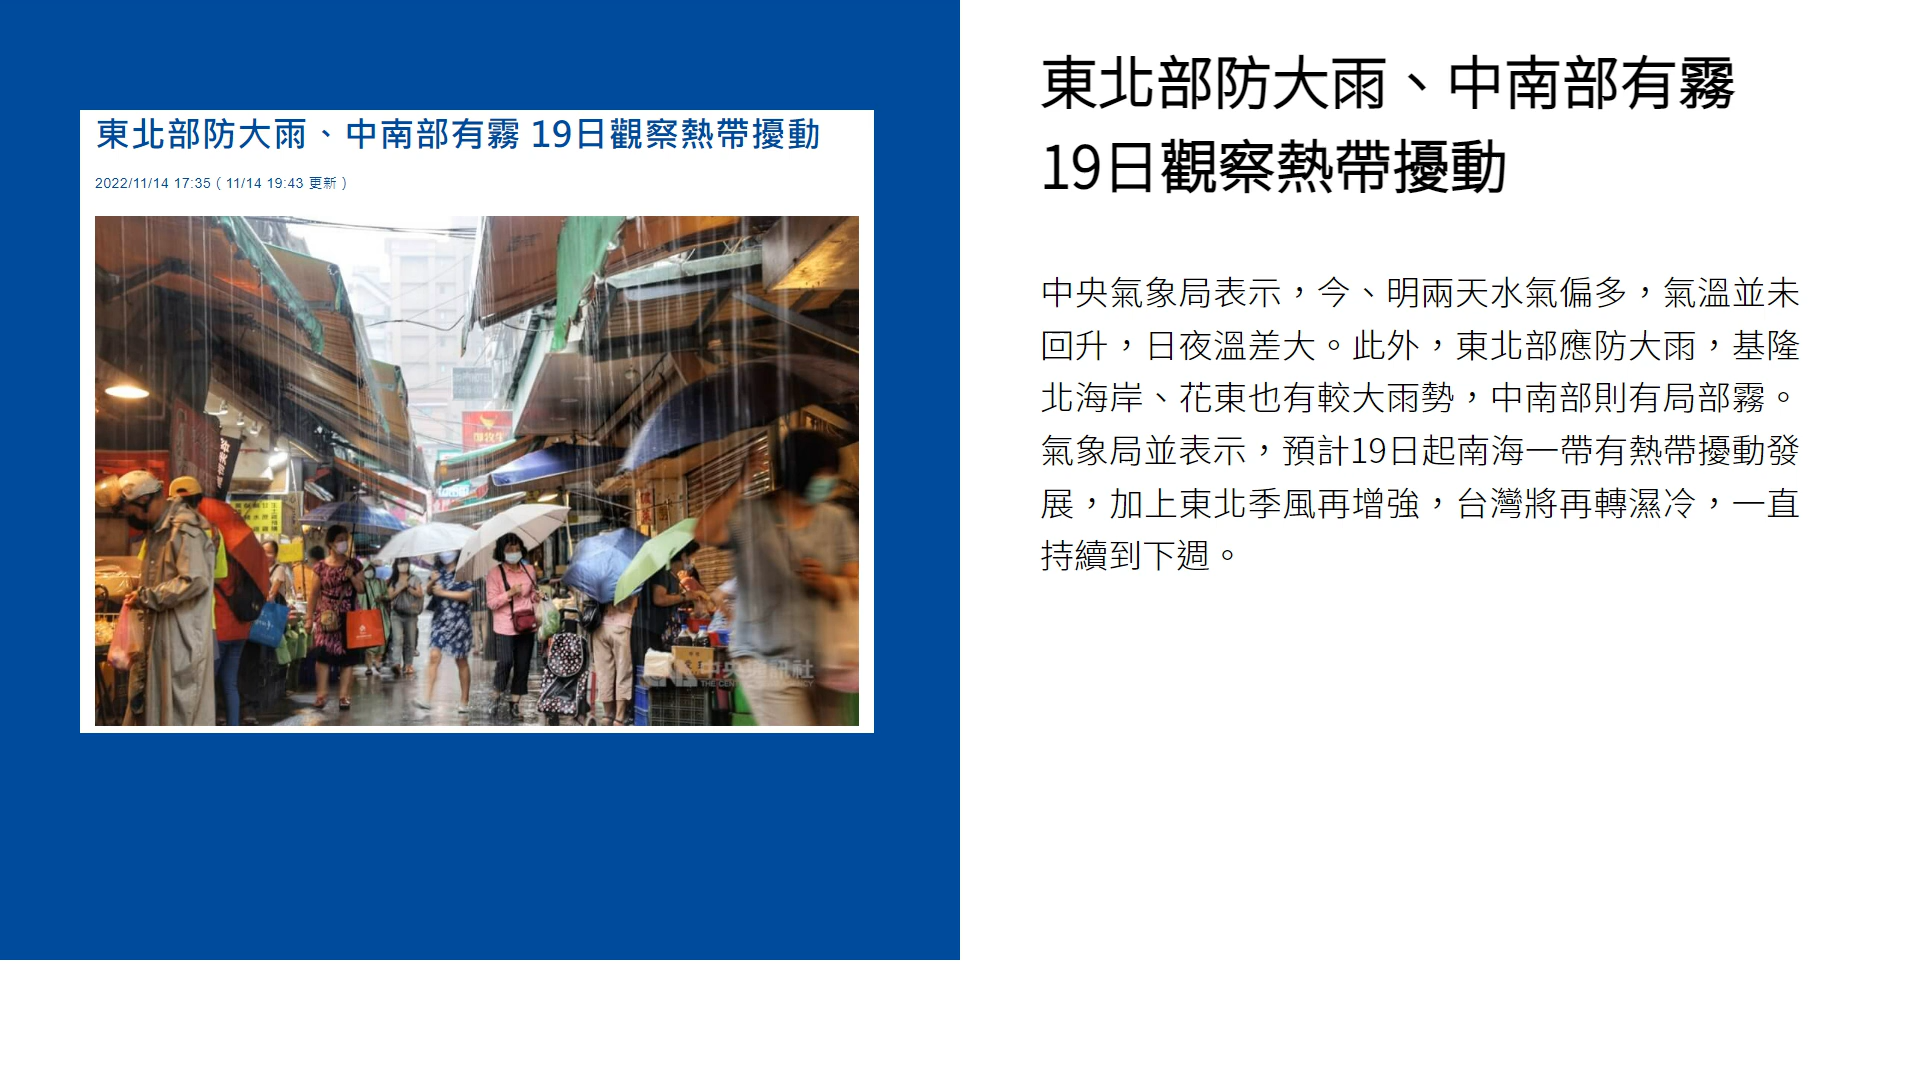 東北部防大雨、中南部有霧 19日觀察熱帶擾動
2022/11/14 17:35（11/14 19:43 更新）
中央通訊社
東北部防大雨、中南部有霧
19日觀察熱帶擾動
中央氣象局表示，今、明兩天水氣偏多，氣溫並未
回升，日夜溫差大。此外，東北部應防大雨，基隆
北海岸、花東也有較大雨勢，中南部則有局部霧。
氣象局並表示，預計19日起南海一帶有熱帶擾動發
展，加上東北季風再增強，台灣將再轉濕冷，一直
持續到下週。